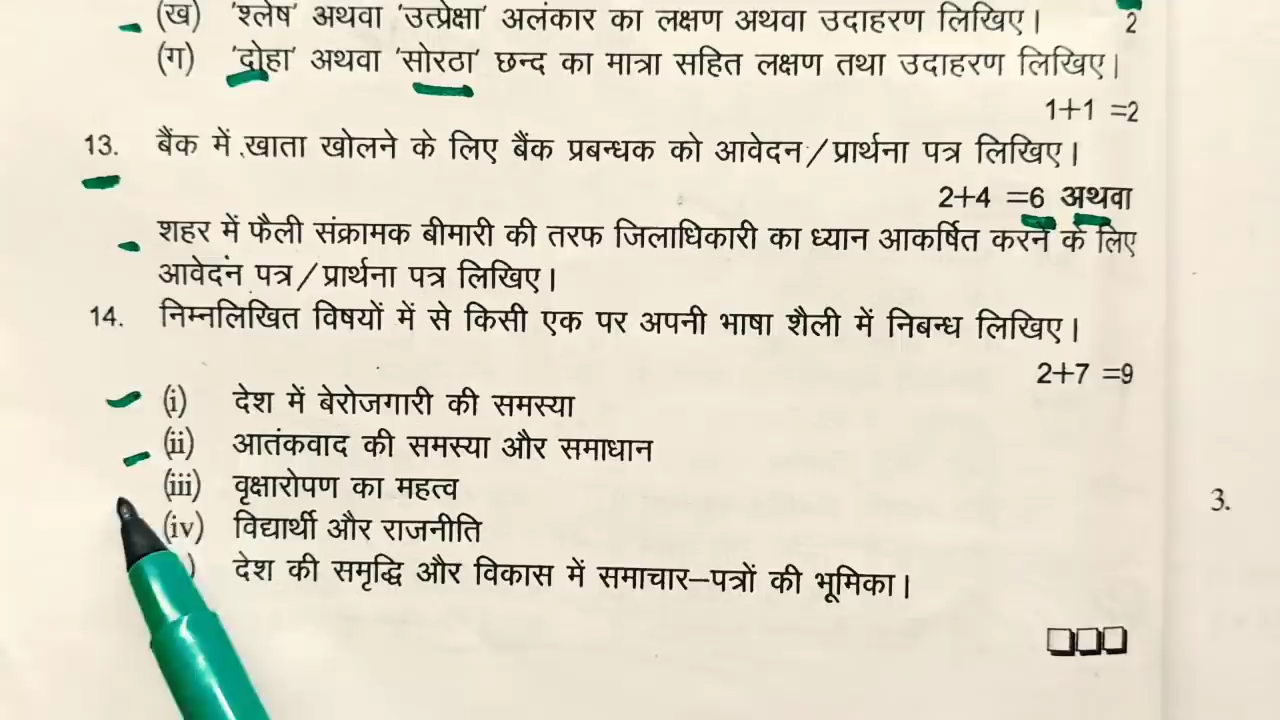 (ख) 'श्लेष' अथवा 'उत्प्रेक्षा' अलंकार का लक्षण अथवा उदाहरण लिखिए। 2
(ग) 'दोहा' अथवा 'सोरठा' छन्द का मात्रा सहित लक्षण तथा उदाहरण लिखिए।
1+1 =2
13. बैंक में खाता खोलने के लिए बैंक प्रबन्धक को आवेदन/प्रार्थना पत्र लिखिए।
2+4 =6 अथवा
शहर में फैली संक्रामक बीमारी की तरफ जिलाधिकारी का ध्यान आकर्षित करने के लिए
आवेदन पत्र/प्रार्थना पत्र लिखिए।
14. निम्नलिखित विषयों में से किसी एक पर अपनी भाषा शैली में निबन्ध लिखिए।
2+7 =9
(i) देश में बेरोजगारी की समस्या
(ii) आतंकवाद की समस्या और समाधान
(iii) वृक्षारोपण का महत्व
3.
(iv) विद्यार्थी और राजनीति
) देश की समृद्धि और विकास में समाचार–पत्रों की भूमिका।